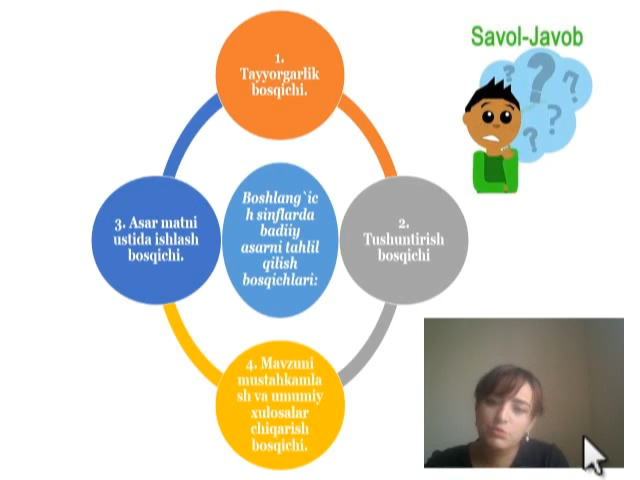 Savol-Javob
1.
Tayyorgarlik
bosqichi.
Boshlang`ic
h sinflarda
badiiy
asarni tahlil
qilish
bosqichlari:
2.
Tushuntirish
bosqichi
3. Asar matni
ustida ishlash
bosqichi.
4. Mavzuni
mustahkamla
sh va umumiy
xulosalar
chiqarish
bosqichi.